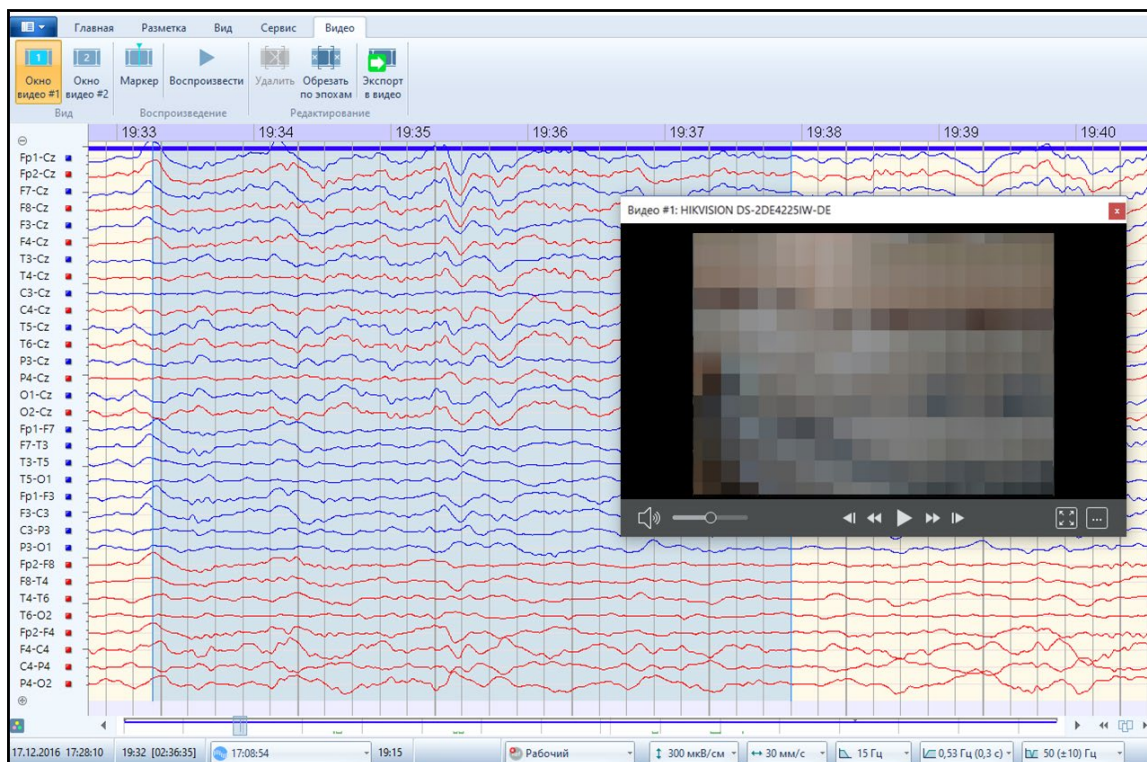 Главная Разметка Вид Сервис Видео
1 2
Окно видео #1 Окно видео #2 Маркер Воспроизвести Удалить Обрезать по эпохам Экспорт в видео
Вид Воспроизведение Редактирование
19:33 19:34 19:35 19:36 19:37 19:38 19:39 19:40
Fp1-Cz
Fp2-Cz
F7-Cz
F8-Cz
F3-Cz
F4-Cz
T3-Cz
T4-Cz
C3-Cz
C4-Cz
T5-Cz
T6-Cz
P3-Cz
P4-Cz
O1-Cz
O2-Cz
Fp1-F7
F7-T3
T3-T5
T5-O1
Fp1-F3
F3-C3
C3-P3
P3-O1
Fp2-F8
F8-T4
T4-T6
T6-O2
Fp2-F4
F4-C4
C4-P4
P4-O2
Видео #1: HIKVISION DS-2DE4225IW-DE x
17.12.2016 17:28:10 19:32 [02:36:35] 17:08:54 19:15 Рабочий 300 мкВ/см 30 мм/с 15 Гц 0,53 Гц (0,3 с) 50 (±10) Гц